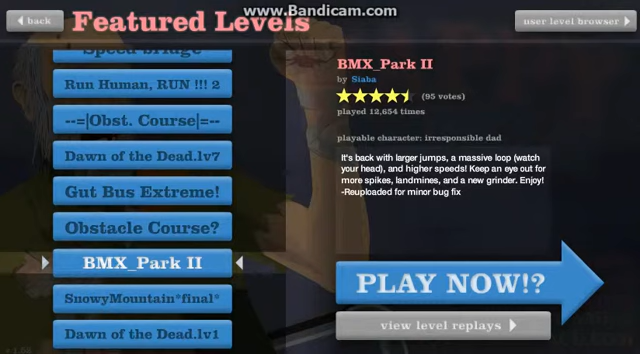 www.Bandicam.com
back
Featured Levels
user level browser
Speed bridge
Run Human, RUN !!! 2
--=|Obst. Course|=--
Dawn of the Dead.lv7
Gut Bus Extreme!
Obstacle Course?
BMX_Park II
SnowyMountain*final*
Dawn of the Dead.lv1
BMX_Park II
by Siaba
(95 votes)
played 12,654 times
playable character: irresponsible dad
It's back with larger jumps, a massive loop (watch
your head), and higher speeds! Keep an eye out for
more spikes, landmines, and a new grinder. Enjoy!
-Reuploaded for minor bug fix
PLAY NOW!?
view level replays